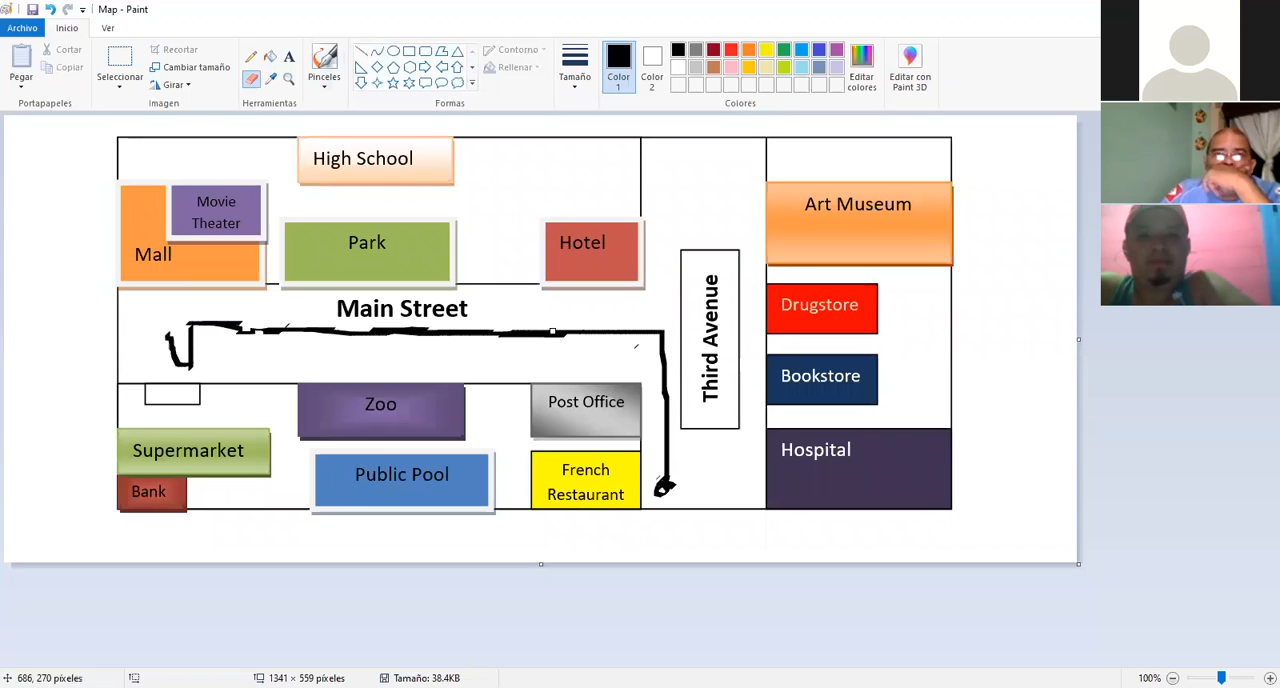 Map - Paint
Archivo Inicio Ver
Pegar
Cortar
Copiar
Portapapeles
Seleccionar
Recortar
Cambiar tamaño
Girar
Imagen
A
Herramientas
Pinceles
Contorno
Rellenar
Formas
Tamaño
Color 1
Color 2
Editar colores
Colores
Editar con Paint 3D
High School
Movie
Theater
Mall
Park
Hotel
Art Museum
Main Street
Third Avenue
Drugstore
Bookstore
Zoo
Post Office
Supermarket
Bank
Public Pool
French
Restaurant
Hospital
686, 270 píxeles
1341 × 559 píxeles
Tamaño: 38.4KB
100%